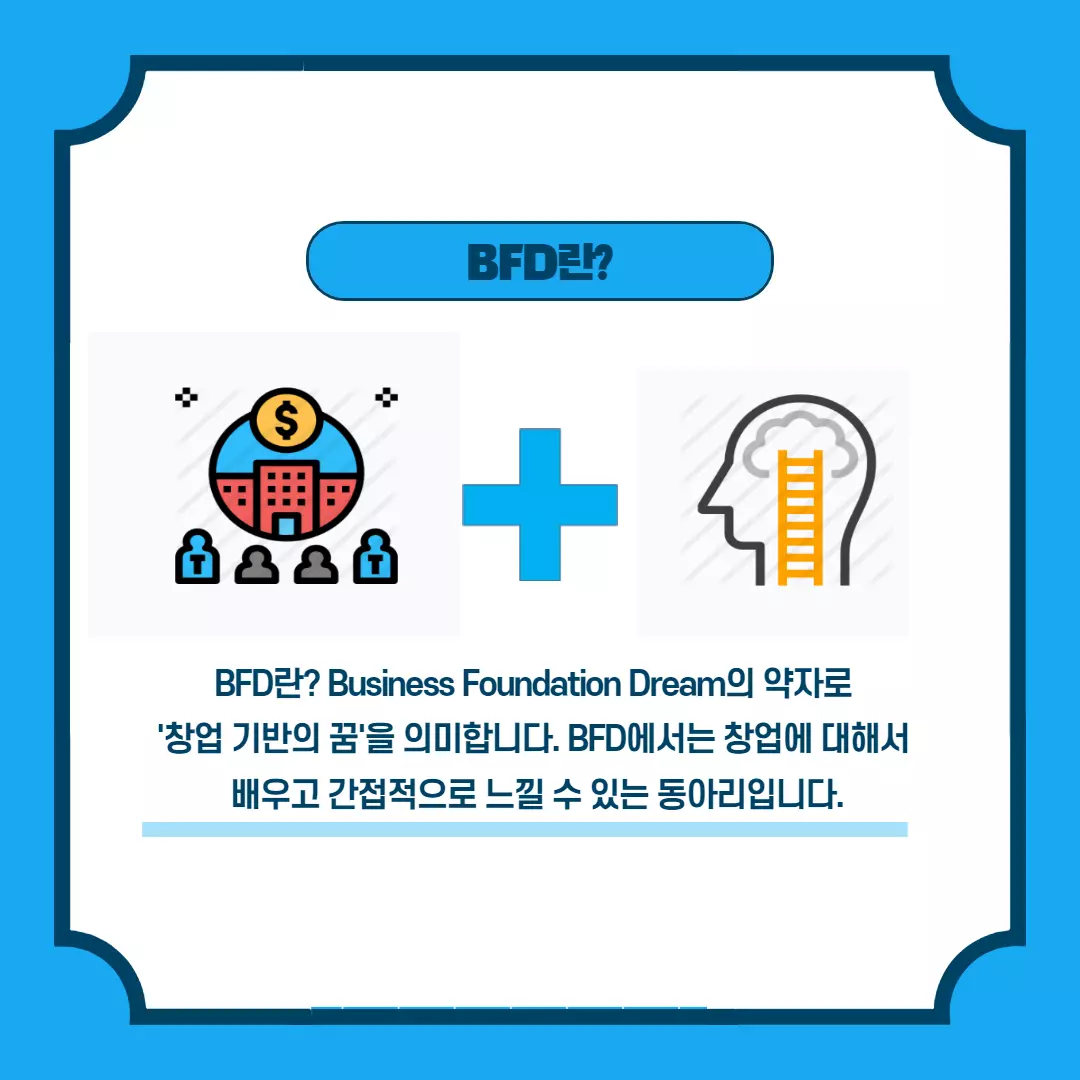 BFD란?
$
T
T
BFD란? Business Foundation Dream의 약자로
'창업 기반의 꿈'을 의미합니다. BFD에서는 창업에 대해서
배우고 간접적으로 느낄 수 있는 동아리입니다.